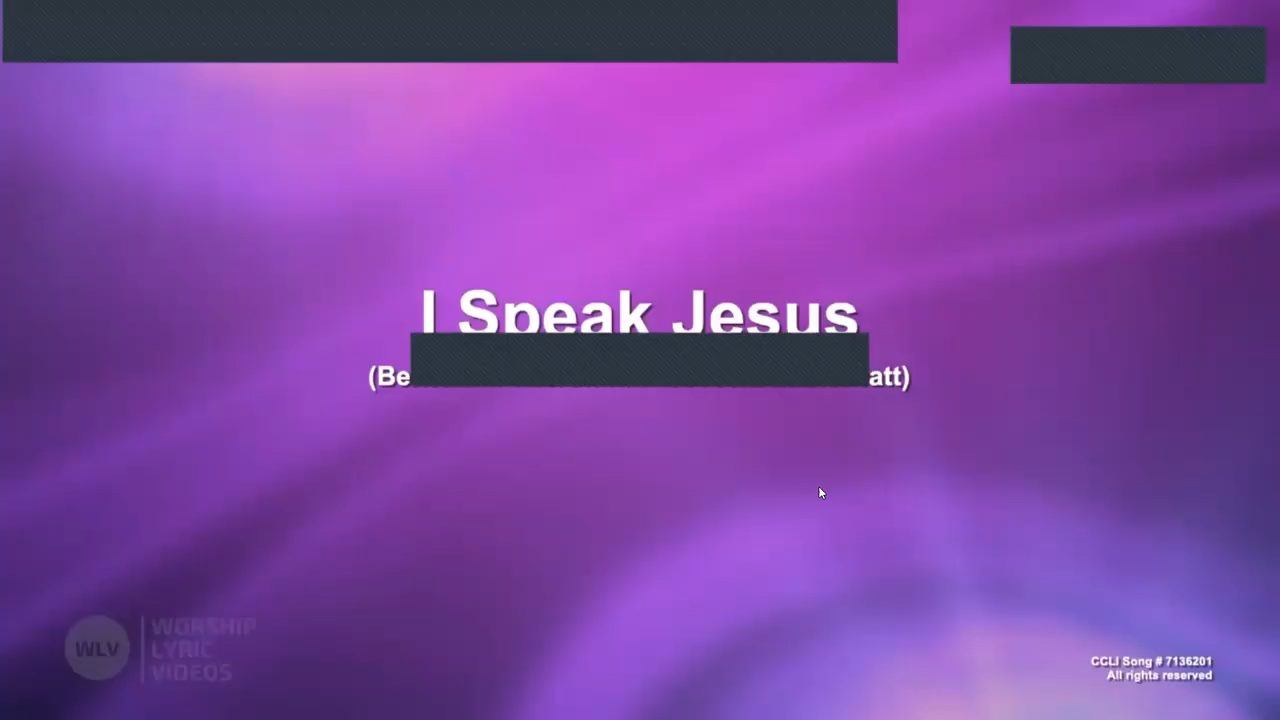 I Speak Jesus
(Be
att)
WLV
WORSHIP
LYRIC
VIDEOS
CCLI Song # 7136201
All rights reserved